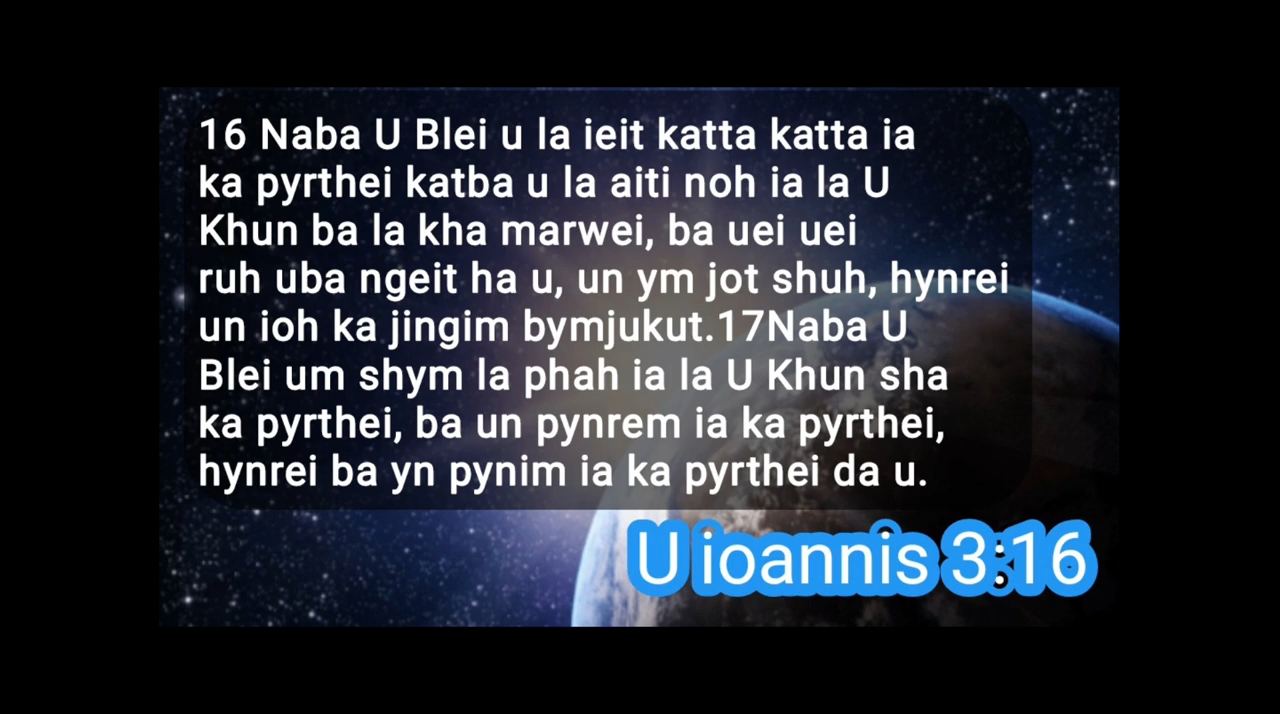 16 Naba U Blei u la ieit katta katta ia
ka pyrthei katba u la aiti noh ia la U
Khun ba la kha marwei, ba uei uei
ruh uba ngeit ha u, un ym jot shuh, hynrei
un ioh ka jingim bymjukut.17Naba U
Blei um shym la phah ia la U Khun sha
ka pyrthei, ba un pynrem ia ka pyrthei,
hynrei ba yn pynim ia ka pyrthei da u.
U ioannis 3:16